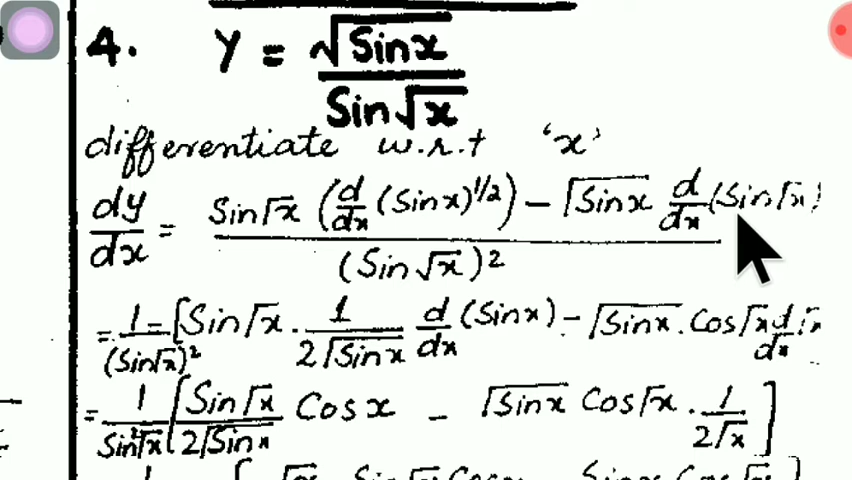 4. Y = √Sinx / Sin√x
differentiate w.r.t 'x'
dy/dx = Sin√x (d/dx (Sinx)^1/2) − √Sinx d/dx (Sin√x) / (Sin√x)²
= 1/(Sin√x)² [Sin√x . 1/2√Sinx d/dx (Sinx) − √Sinx . Cos√x d/dx √x
= 1/Sin²√x [Sin√x/2√Sinx Cosx − √Sinx Cos√x . 1/2√x]